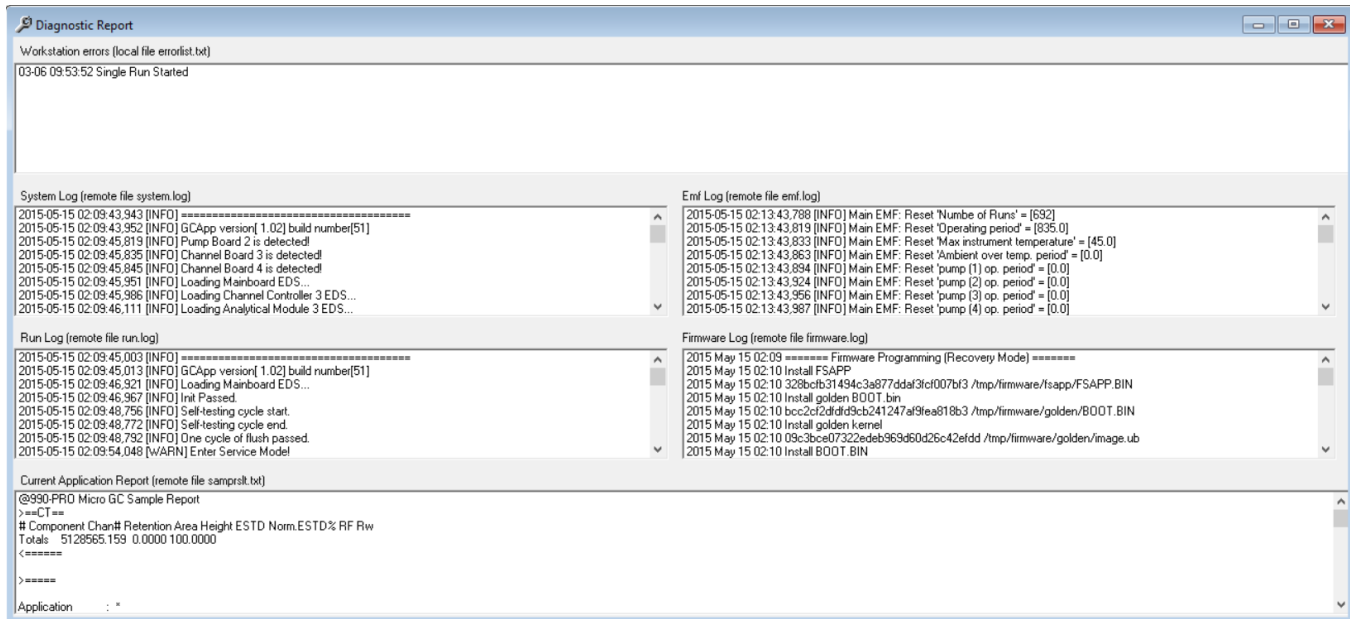 Diagnostic Report
Workstation errors (local file errorlist.txt)
03-06 09:53:52 Single Run Started
System Log (remote file system.log)
2015-05-15 02:09:43,943 [INFO] =====================================
2015-05-15 02:09:43,952 [INFO] GCApp version[ 1.02] build number[51]
2015-05-15 02:09:45,819 [INFO] Pump Board 2 is detected!
2015-05-15 02:09:45,835 [INFO] Channel Board 3 is detected!
2015-05-15 02:09:45,845 [INFO] Channel Board 4 is detected!
2015-05-15 02:09:45,951 [INFO] Loading Mainboard EDS...
2015-05-15 02:09:45,986 [INFO] Loading Channel Controller 3 EDS...
2015-05-15 02:09:46,111 [INFO] Loading Analytical Module 3 EDS...
Emf Log (remote file emf.log)
2015-05-15 02:13:43,788 [INFO] Main EMF: Reset 'Numbe of Runs' = [692]
2015-05-15 02:13:43,819 [INFO] Main EMF: Reset 'Operating period' = [835.0]
2015-05-15 02:13:43,833 [INFO] Main EMF: Reset 'Max instrument temperature' = [45.0]
2015-05-15 02:13:43,863 [INFO] Main EMF: Reset 'Ambient over temp. period' = [0.0]
2015-05-15 02:13:43,894 [INFO] Main EMF: Reset 'pump (1) op. period' = [0.0]
2015-05-15 02:13:43,924 [INFO] Main EMF: Reset 'pump (2) op. period' = [0.0]
2015-05-15 02:13:43,956 [INFO] Main EMF: Reset 'pump (3) op. period' = [0.0]
2015-05-15 02:13:43,987 [INFO] Main EMF: Reset 'pump (4) op. period' = [0.0]
Run Log (remote file run.log)
2015-05-15 02:09:45,003 [INFO] =====================================
2015-05-15 02:09:45,013 [INFO] GCApp version[ 1.02] build number[51]
2015-05-15 02:09:46,921 [INFO] Loading Mainboard EDS...
2015-05-15 02:09:46,967 [INFO] Init Passed.
2015-05-15 02:09:48,756 [INFO] Self-testing cycle start.
2015-05-15 02:09:48,772 [INFO] Self-testing cycle end.
2015-05-15 02:09:48,792 [INFO] One cycle of flush passed.
2015-05-15 02:09:54,048 [WARN] Enter Service Mode!
Firmware Log (remote file firmware.log)
2015 May 15 02:09 ======= Firmware Programming (Recovery Mode) =======
2015 May 15 02:10 Install FSAPP
2015 May 15 02:10 328bcfb31494c3a877ddaf3fcf007bf3 /tmp/firmware/fsapp/FSAPP.BIN
2015 May 15 02:10 Install golden BOOT.bin
2015 May 15 02:10 bcc2cf2dfdfd9cb241247af9fea818b3 /tmp/firmware/golden/BOOT.BIN
2015 May 15 02:10 Install golden kernel
2015 May 15 02:10 09c3bce07322edeb969d60d26c42efdd /tmp/firmware/golden/image.ub
2015 May 15 02:10 Install BOOT.BIN
Current Application Report (remote file samprslt.txt)
@990-PRO Micro GC Sample Report
>==CT==
# Component Chan# Retention Area Height ESTD Norm.ESTD% RF Rw
Totals 5128565.159 0.0000 100.0000
<======
>=====
Application : *